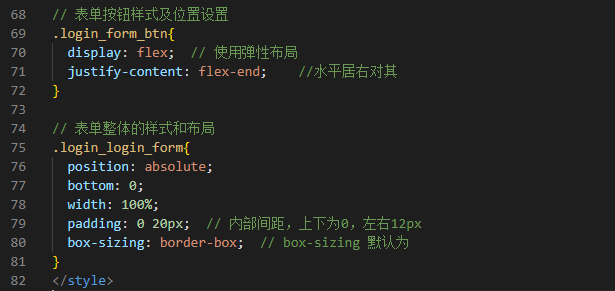 68 // 表单按钮样式及位置设置
69 .login_form_btn{
70 display: flex; // 使用弹性布局
71 justify-content: flex-end; //水平居右对其
72 }
73
74 // 表单整体的样式和布局
75 .login_login_form{
76 position: absolute;
77 bottom: 0;
78 width: 100%;
79 padding: 0 20px; // 内部间距，上下为0，左右12px
80 box-sizing: border-box; // box-sizing 默认为
81 }
82 </style>